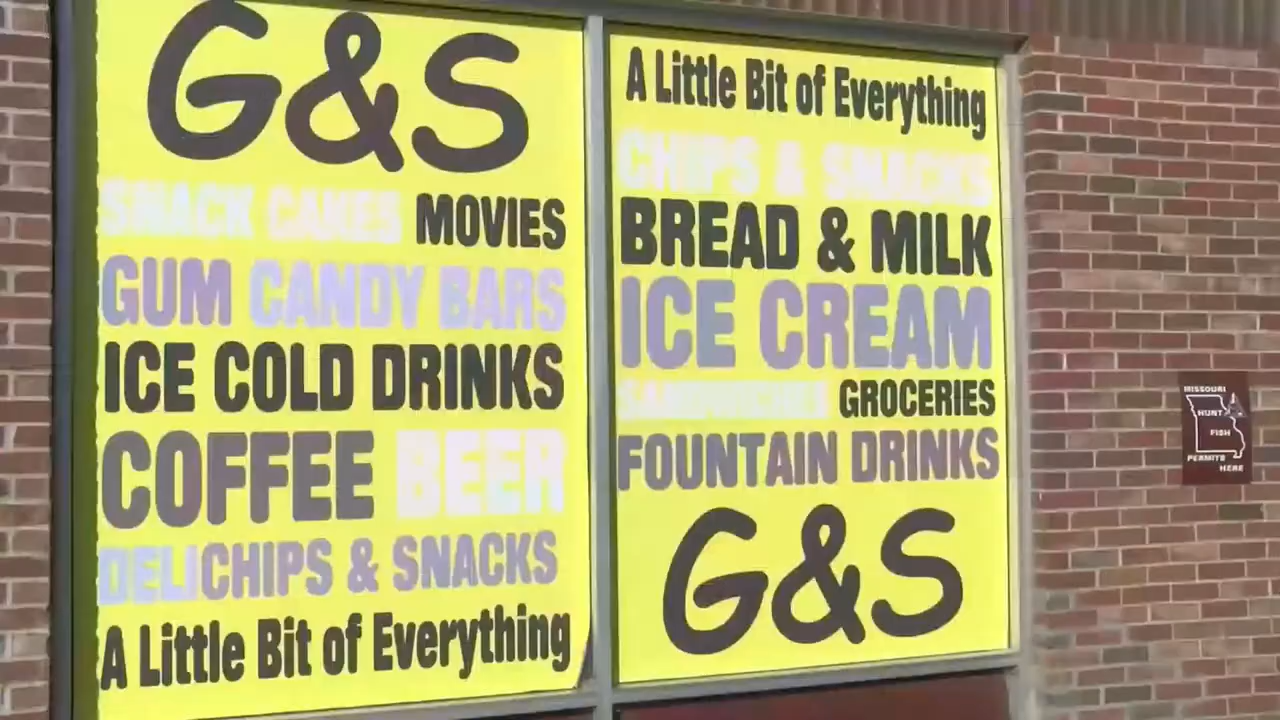 G&S
SNACK CAKES MOVIES
GUM CANDY BARS
ICE COLD DRINKS
COFFEE BEER
DELI CHIPS & SNACKS
A Little Bit of Everything
A Little Bit of Everything
CHIPS & SNACKS
BREAD & MILK
ICE CREAM
SANDWICHES GROCERIES
FOUNTAIN DRINKS
G&S
MISSOURI
HUNT
FISH
PERMITS
HERE